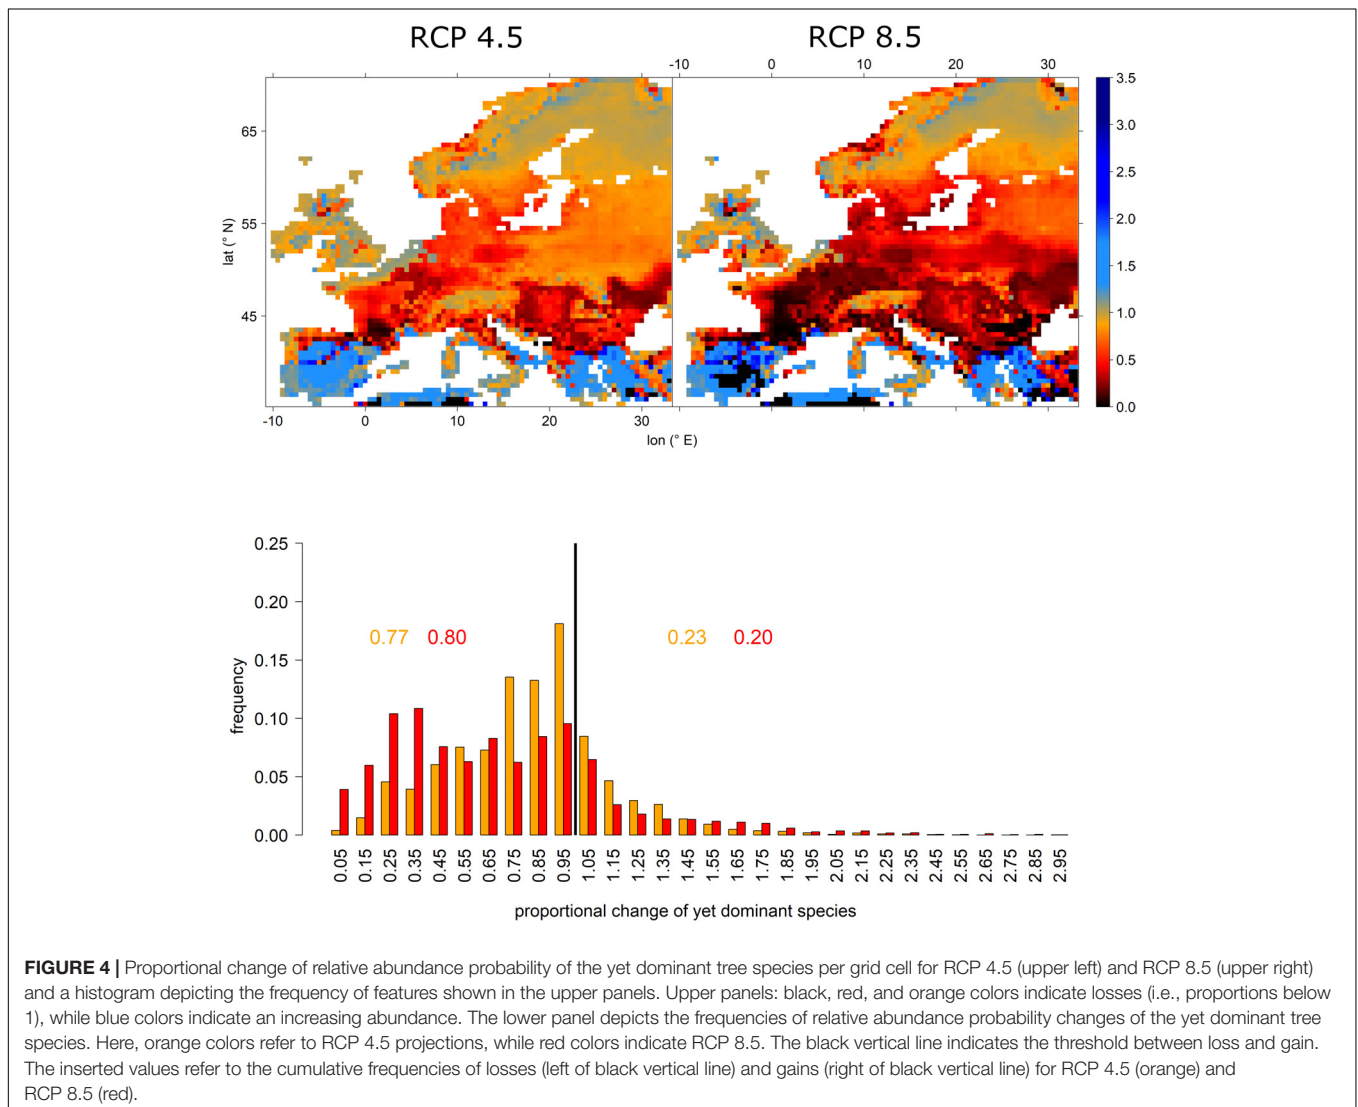 RCP 4.5
RCP 8.5
-10 0 10 20 30
65
55
45
lat (° N)
3.5
3.0
2.5
2.0
1.5
1.0
0.5
0.0
-10 0 10 20 30
lon (° E)
0.25
0.20
0.15
0.10
0.05
0.00
frequency
0.77 0.80
0.23 0.20
0.05 0.15 0.25 0.35 0.45 0.55 0.65 0.75 0.85 0.95 1.05 1.15 1.25 1.35 1.45 1.55 1.65 1.75 1.85 1.95 2.05 2.15 2.25 2.35 2.45 2.55 2.65 2.75 2.85 2.95
proportional change of yet dominant species
FIGURE 4 | Proportional change of relative abundance probability of the yet dominant tree species per grid cell for RCP 4.5 (upper left) and RCP 8.5 (upper right)
and a histogram depicting the frequency of features shown in the upper panels. Upper panels: black, red, and orange colors indicate losses (i.e., proportions below
1), while blue colors indicate an increasing abundance. The lower panel depicts the frequencies of relative abundance probability changes of the yet dominant tree
species. Here, orange colors refer to RCP 4.5 projections, while red colors indicate RCP 8.5. The black vertical line indicates the threshold between loss and gain.
The inserted values refer to the cumulative frequencies of losses (left of black vertical line) and gains (right of black vertical line) for RCP 4.5 (orange) and
RCP 8.5 (red).